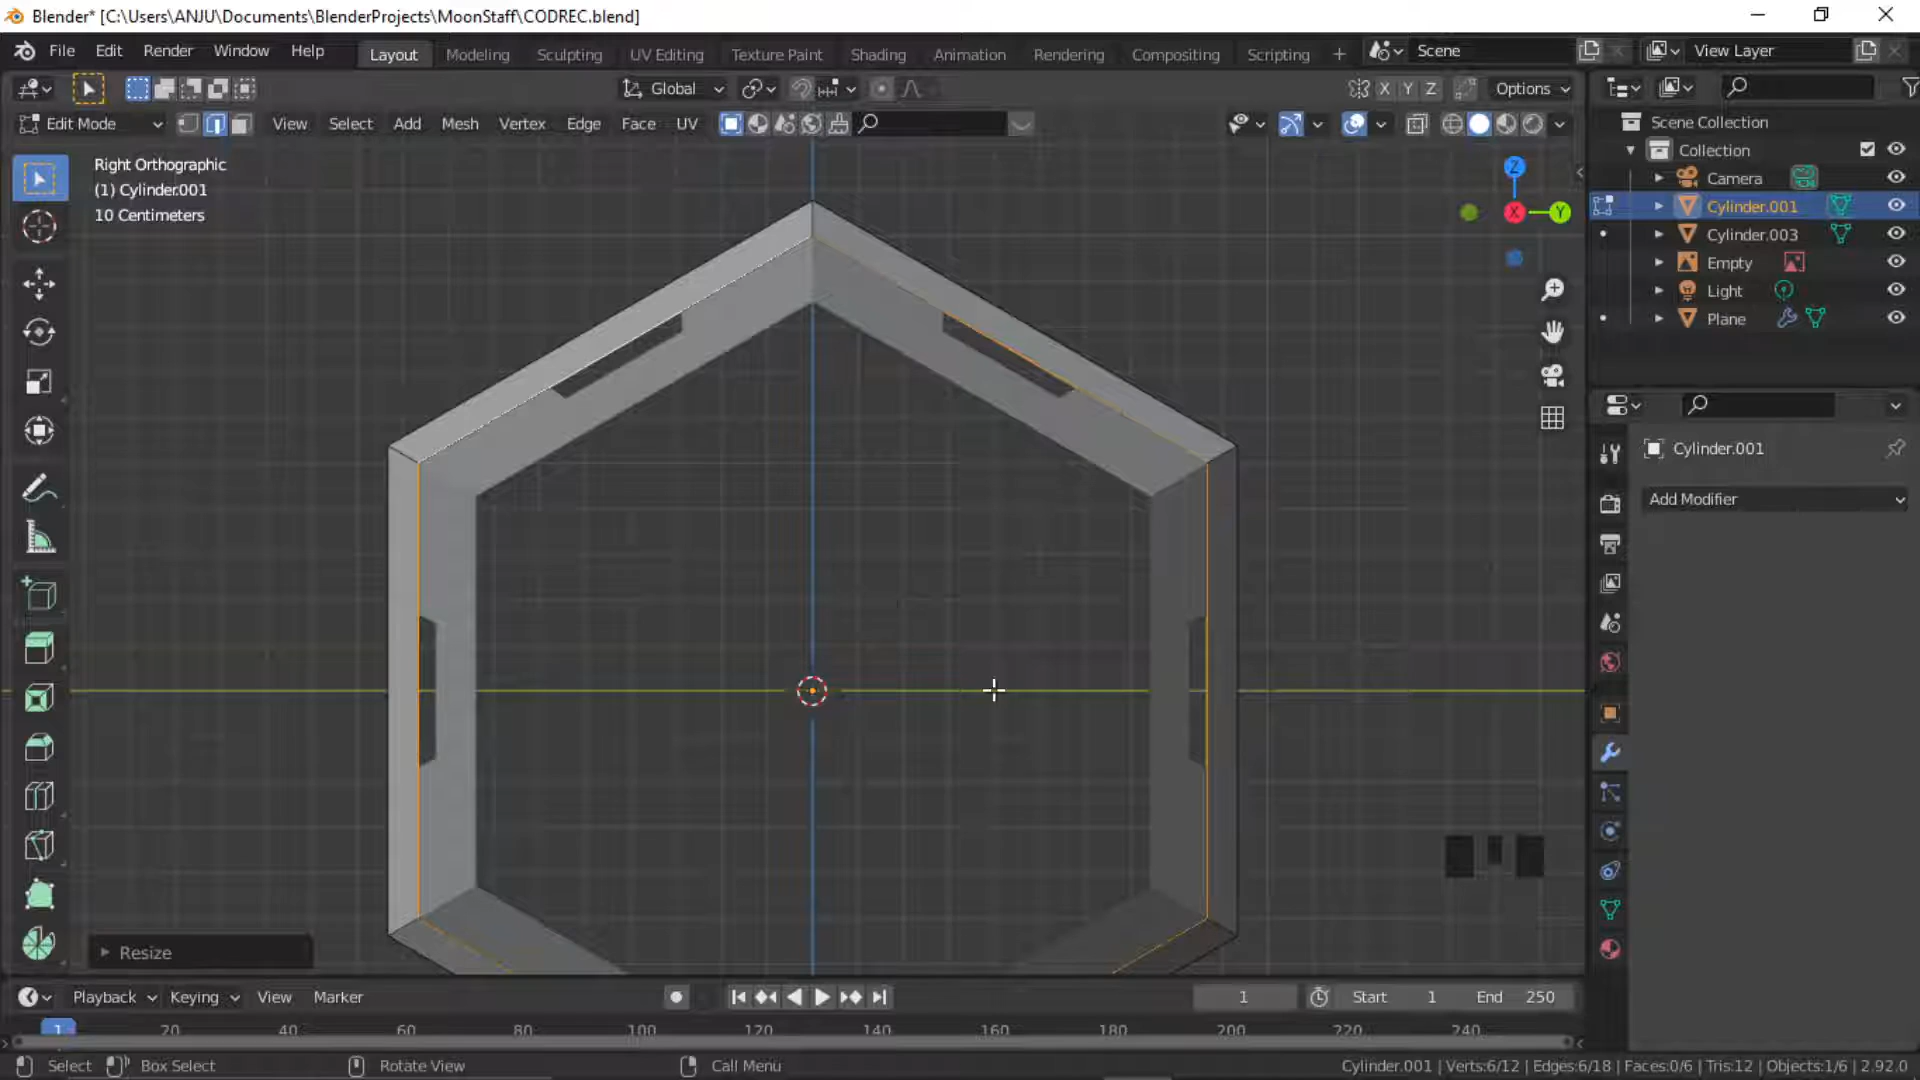 Blender* [C:\Users\ANJU\Documents\BlenderProjects\MoonStaff\CODREC.blend]
File Edit Render Window Help Layout Modeling Sculpting UV Editing Texture Paint Shading Animation Rendering Compositing Scripting + Scene View Layer
Global X Y Z Options
Edit Mode View Select Add Mesh Vertex Edge Face UV
Scene Collection
Collection
Camera
Cylinder.001
Cylinder.003
Empty
Light
Plane
Right Orthographic
(1) Cylinder.001
10 Centimeters
Z
X
Y
Cylinder.001
Add Modifier
Resize
Playback Keying View Marker 1 Start 1 End 250
1 20 40 60 80 100 120 140 160 180 200 220 240
Select Box Select Rotate View Call Menu Cylinder.001 | Verts:6/12 | Edges:6/18 | Faces:0/6 | Tris:12 | Objects:1/6 | 2.92.0